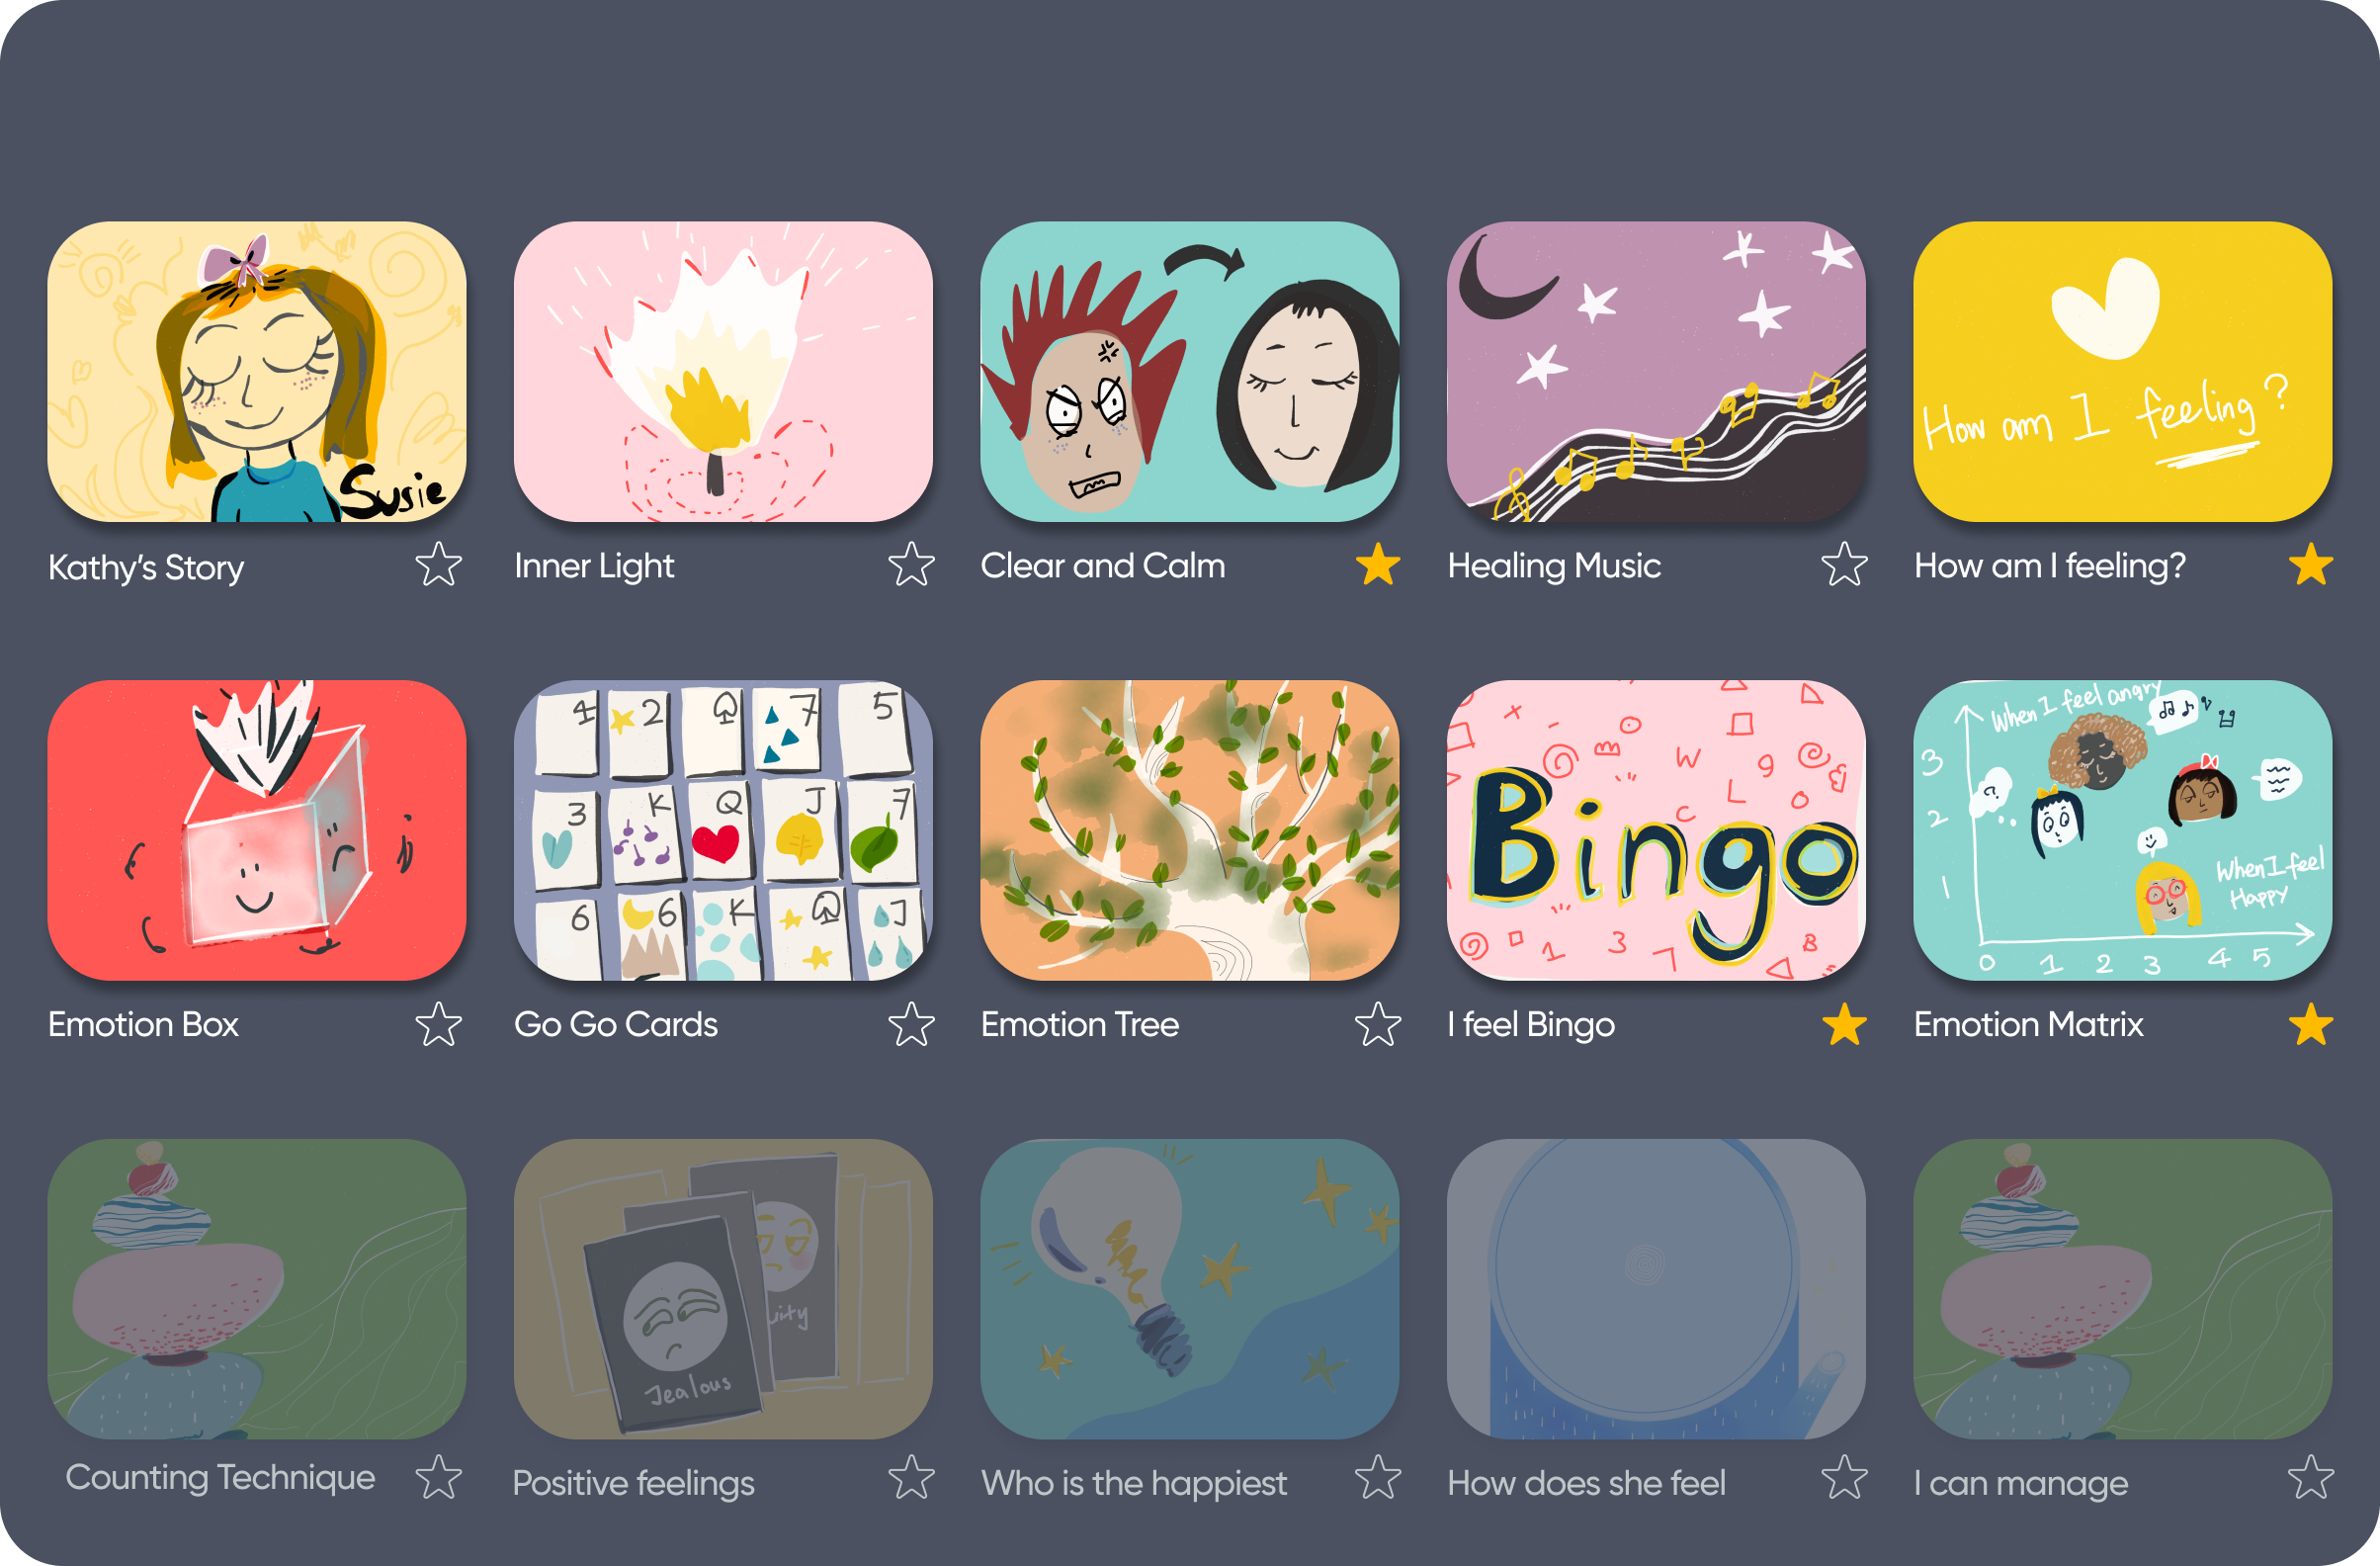 Susie
How am I feeling?
Kathy's Story
Inner Light
Clear and Calm
Healing Music
How am I feeling?
4 2 7 5
3 K Q J 7
6 6 K Q J
Bingo
W 9
L
C
1 3 B
When I feel angry
3
2
1
When I feel
Happy
0 1 2 3 4 5
Emotion Box
Go Go Cards
Emotion Tree
I feel Bingo
Emotion Matrix
Jealous
Counting Technique
Positive feelings
Who is the happiest
How does she feel
I can manage